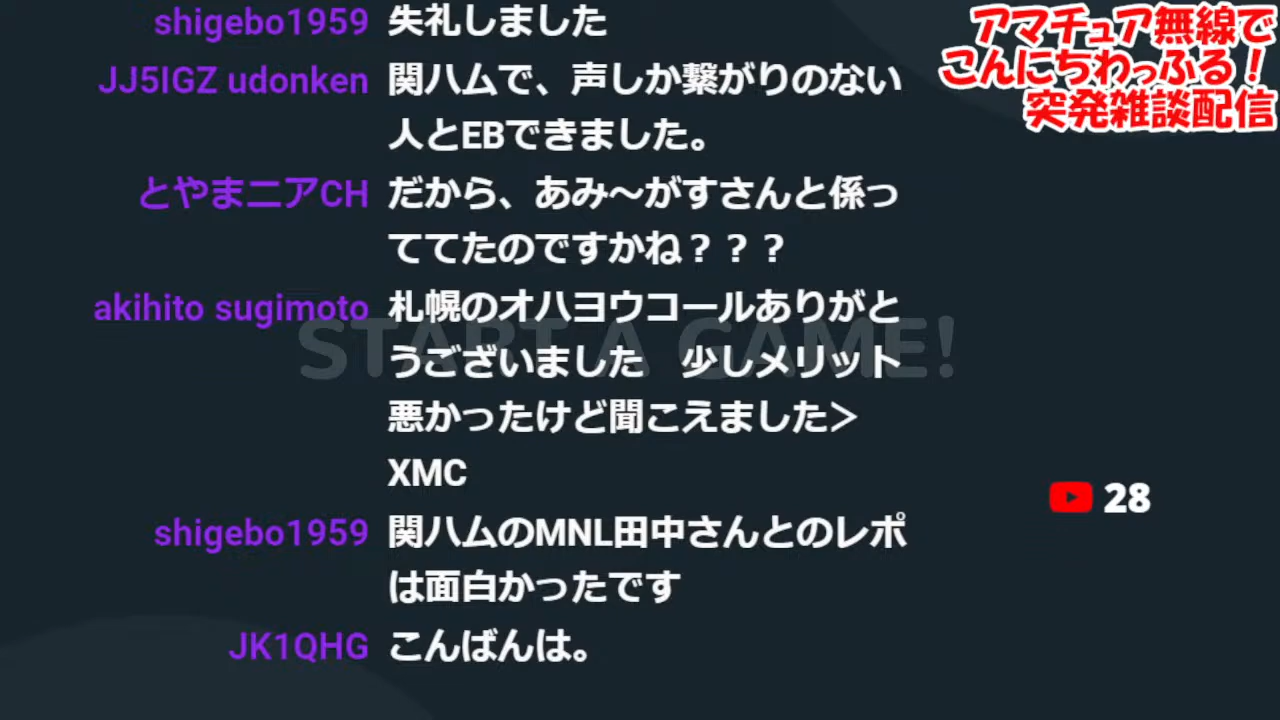 アマチュア無線で
こんにちわっふる！
突発雑談配信
shigebo1959 失礼しました
JJ5IGZ udonken 関ハムで、声しか繋がりのない
人とEBできました。
とやまニアCH だから、あみ〜がすさんと係っ
ててたのですかね？？？
akihito sugimoto 札幌のオハヨウコールありがと
うございました　少しメリット
悪かったけど聞こえました＞
XMC
START A GAME!
shigebo1959 関ハムのMNL田中さんとのレポ
は面白かったです
JK1QHG こんばんは。
28